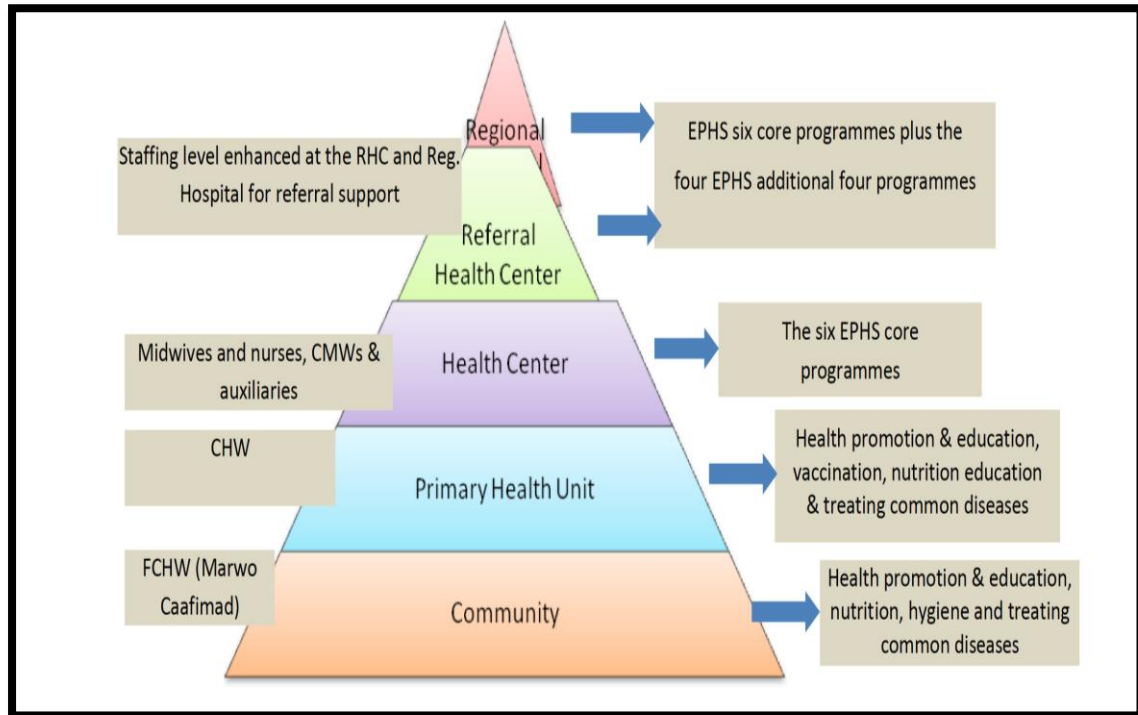 Regional
Staffing level enhanced at the RHC and Reg.
Hospital for referral support
EPHS six core programmes plus the
four EPHS additional four programmes
Referral
Health Center
Midwives and nurses, CMWs &
auxiliaries
Health Center
The six EPHS core
programmes
CHW
Primary Health Unit
Health promotion & education,
vaccination, nutrition education
& treating common diseases
FCHW (Marwo
Caafimad)
Community
Health promotion & education,
nutrition, hygiene and treating
common diseases